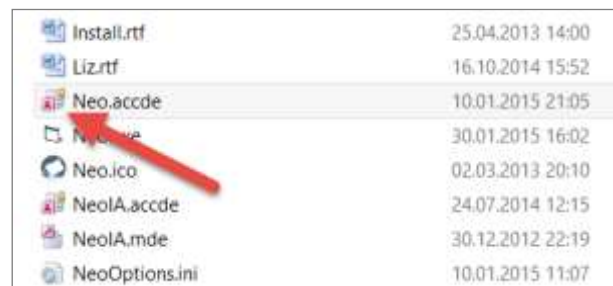 Install.rtf 25.04.2013 14:00
Liz.rtf 16.10.2014 15:52
Neo.accde 10.01.2015 21:05
30.01.2015 16:02
Neo.ico 02.03.2013 20:10
NeoIA.accde 24.07.2014 12:15
NeoIA.mde 30.12.2012 22:19
NeoOptions.ini 10.01.2015 11:07